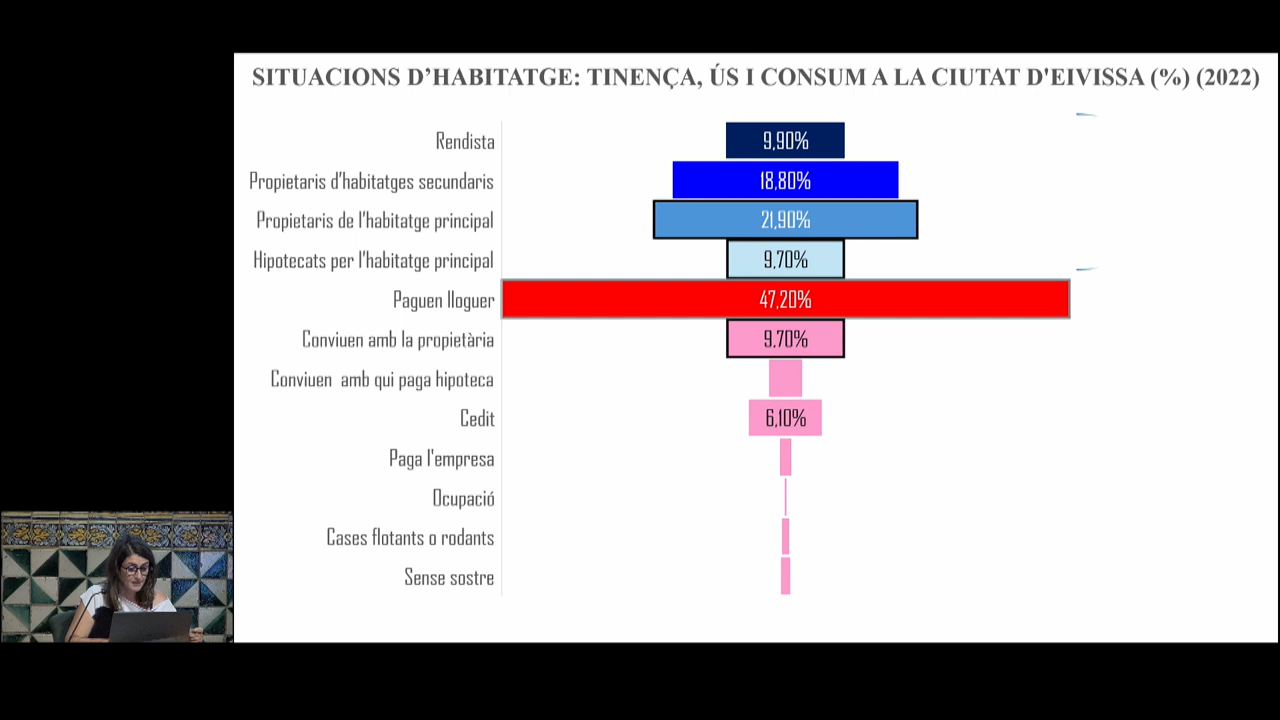 SITUACIONS D’HABITATGE: TINENÇA, ÚS I CONSUM A LA CIUTAT D'EIVISSA (%) (2022)
Rendista 9,90%
Propietaris d’habitatges secundaris 18,80%
Propietaris de l’habitatge principal 21,90%
Hipotecats per l’habitatge principal 9,70%
Paguen lloguer 47,20%
Conviuen amb la propietària 9,70%
Conviuen amb qui paga hipoteca
Cedit 6,10%
Paga l'empresa
Ocupació
Cases flotants o rodants
Sense sostre